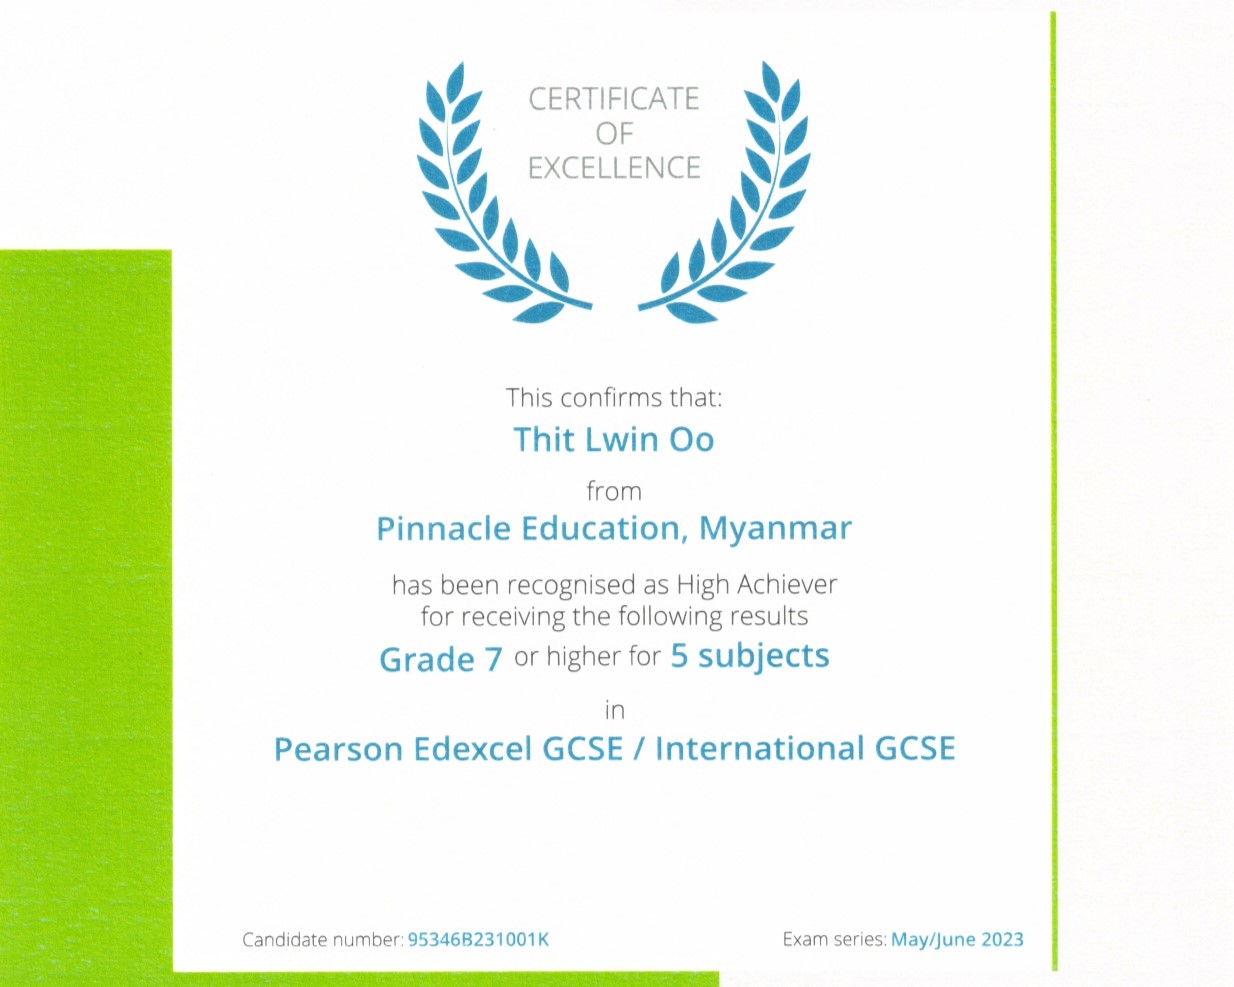 CERTIFICATE
OF
EXCELLENCE
This confirms that:
Thit Lwin Oo
from
Pinnacle Education, Myanmar
has been recognised as High Achiever
for receiving the following results
Grade 7 or higher for 5 subjects
in
Pearson Edexcel GCSE / International GCSE
Candidate number: 95346B231001K
Exam series: May/June 2023